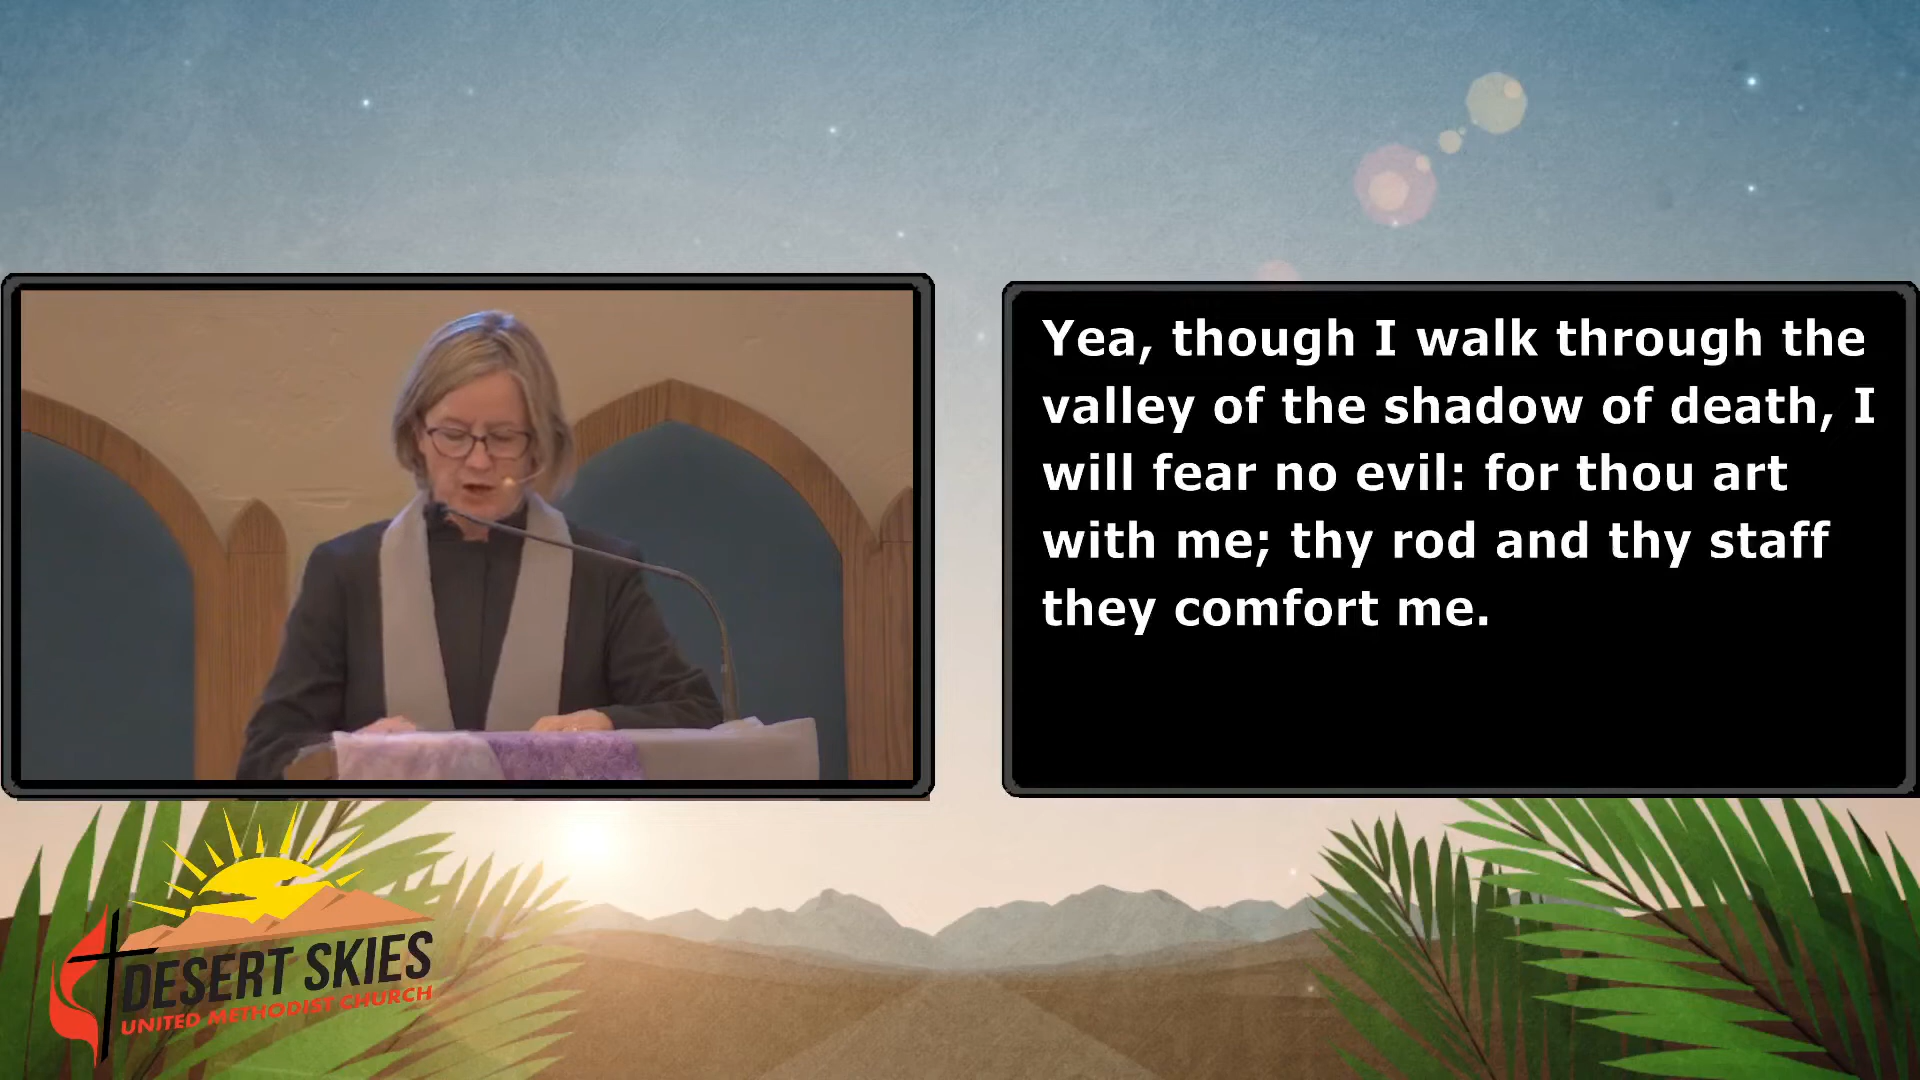 Yea, though I walk through the
valley of the shadow of death, I
will fear no evil: for thou art
with me; thy rod and thy staff
they comfort me.
DESERT SKIES
UNITED METHODIST CHURCH